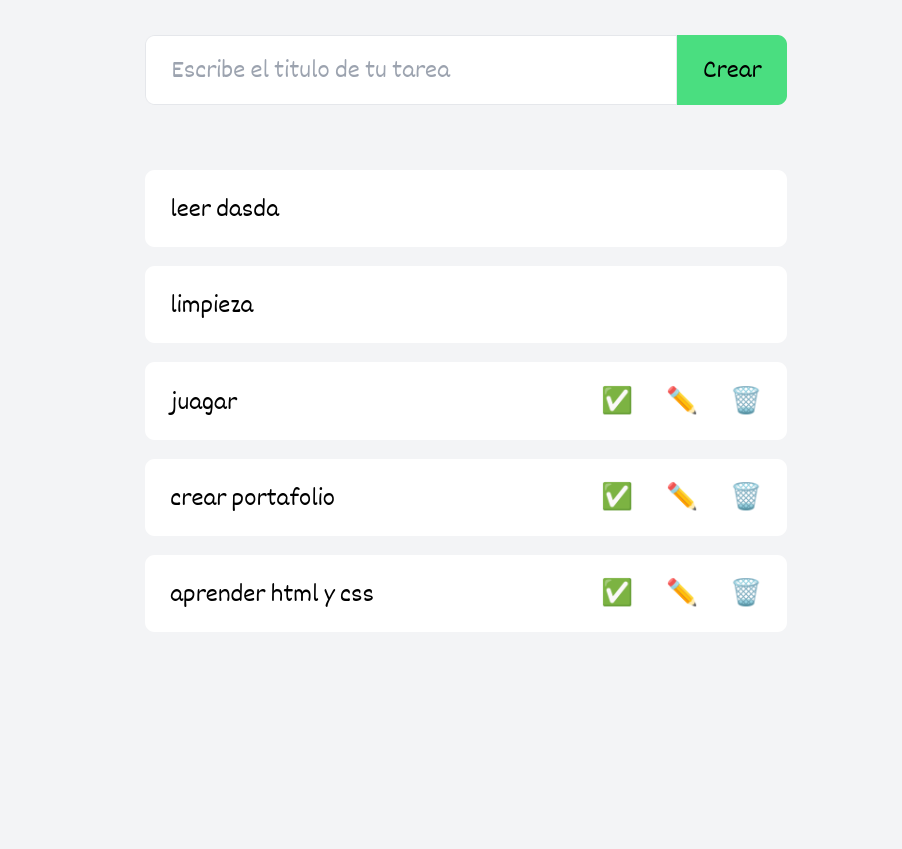 Escribe el titulo de tu tarea
Crear
leer dasda
limpieza
juagar
crear portafolio
aprender html y css